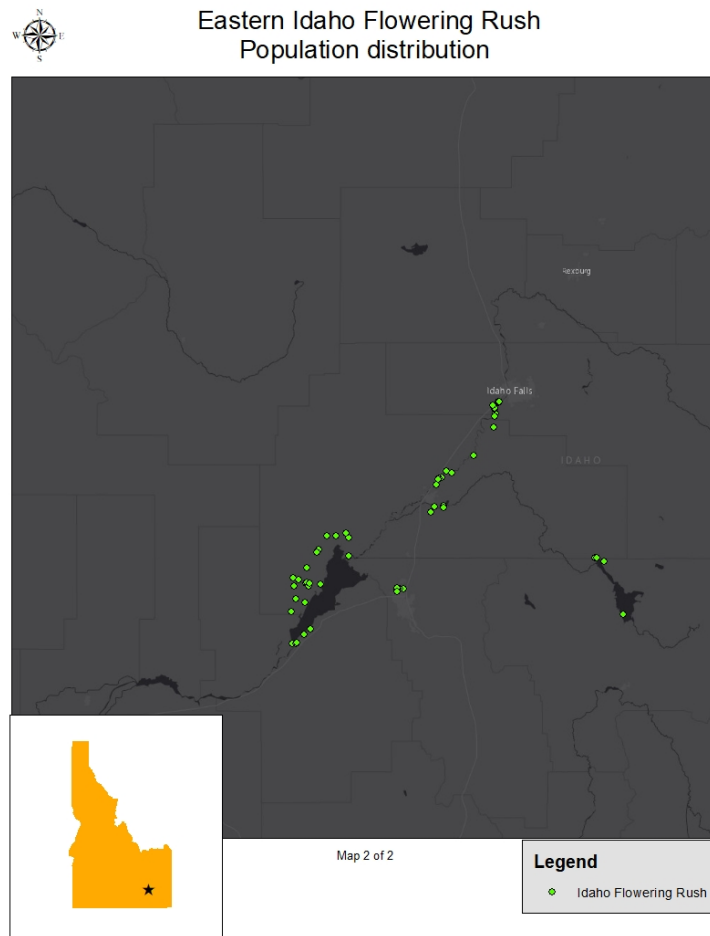 Eastern Idaho Flowering Rush
Population distribution
N
W E
S
Rexburg
Idaho Falls
IDAHO
Map 2 of 2
Legend
Idaho Flowering Rush